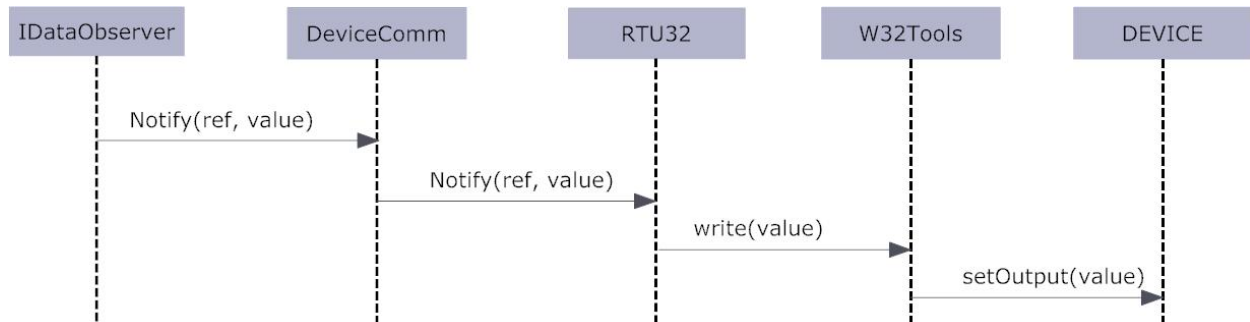 IDataObserver
DeviceComm
RTU32
W32Tools
DEVICE
Notify(ref, value)
Notify(ref, value)
write(value)
setOutput(value)